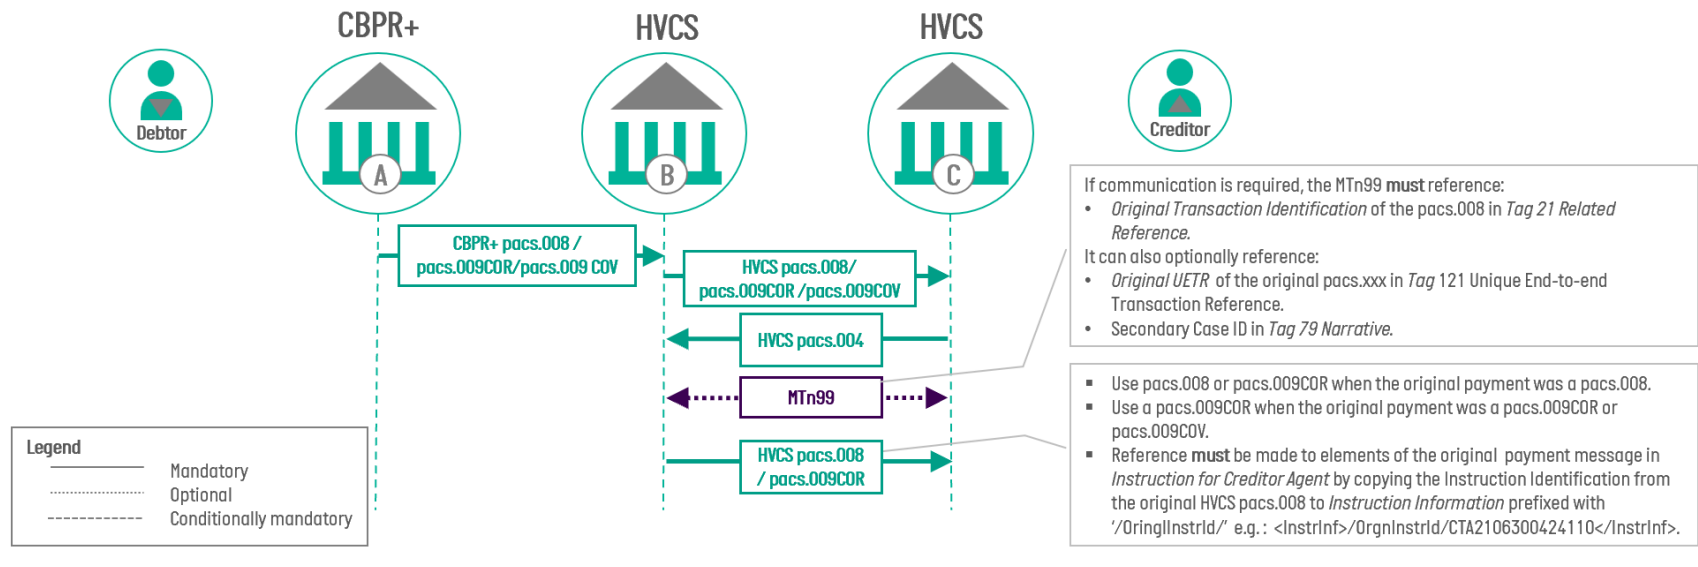 CBPR+
HVCS
HVCS
Debtor
A
B
C
Creditor
CBPR+ pacs.008 /
pacs.009COR/pacs.009 COV
HVCS pacs.008/
pacs.009COR /pacs.009COV
HVCS pacs.004
MTn99
HVCS pacs.008
/ pacs.009COR
If communication is required, the MTn99 must reference:
• Original Transaction Identification of the pacs.008 in Tag 21 Related
Reference.
It can also optionally reference:
• Original UETR of the original pacs.xxx in Tag 121 Unique End-to-end
Transaction Reference.
• Secondary Case ID in Tag 79 Narrative.
▪ Use pacs.008 or pacs.009COR when the original payment was a pacs.008.
▪ Use a pacs.009COR when the original payment was a pacs.009COR or
pacs.009COV.
▪ Reference must be made to elements of the original payment message in
Instruction for Creditor Agent by copying the Instruction Identification from
the original HVCS pacs.008 to Instruction Information prefixed with
‘/OringlInstrId/’ e.g. : <InstrInf>/OrgnInstrId/CTA2106300424110</InstrInf>.
Legend
Mandatory
Optional
Conditionally mandatory